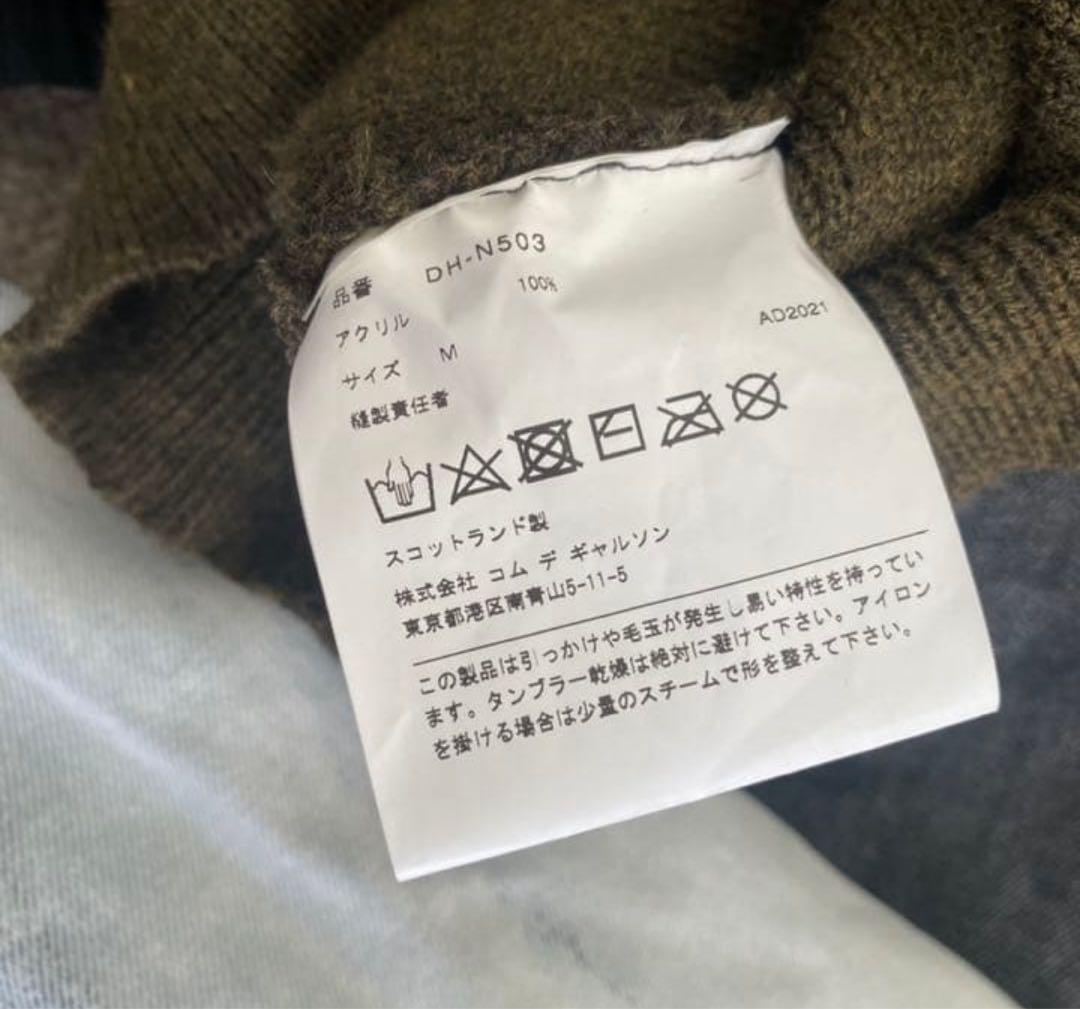 品番 DH-N503
アクリル 100%
サイズ M AD2021
縫製責任者
スコットランド製
株式会社 コム デ ギャルソン
東京都港区南青山5-11-5
この製品は引っかけや毛玉が発生し易い特性を持ってい
ます。タンブラー乾燥は絶対に避けて下さい。アイロン
を掛ける場合は少量のスチームで形を整えて下さい。